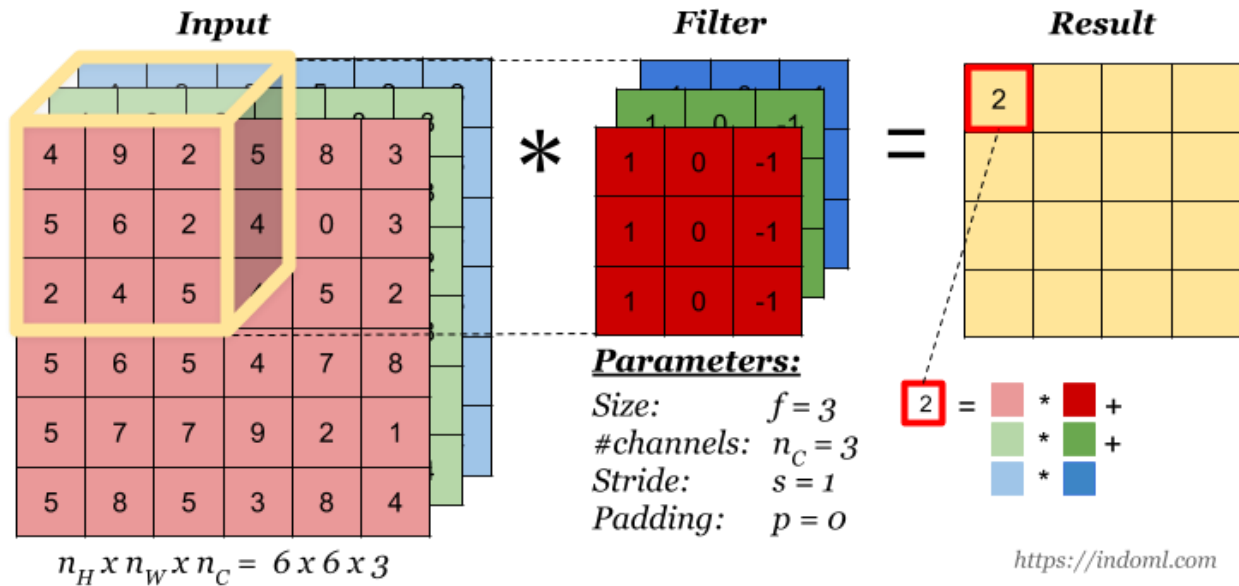 Input
Filter
Result
4 9 2 5 8 3
5 6 2 4 0 3
2 4 5 5 2
5 6 5 4 7 8
5 7 7 9 2 1
5 8 5 3 8 4
n_H x n_W x n_C = 6 x 6 x 3
*
1 0 -1
1 0 -1
1 0 -1
1 0 -1
Parameters:
Size: f = 3
#channels: n_C = 3
Stride: s = 1
Padding: p = 0
=
2
2 = * +
* +
*
https://indoml.com